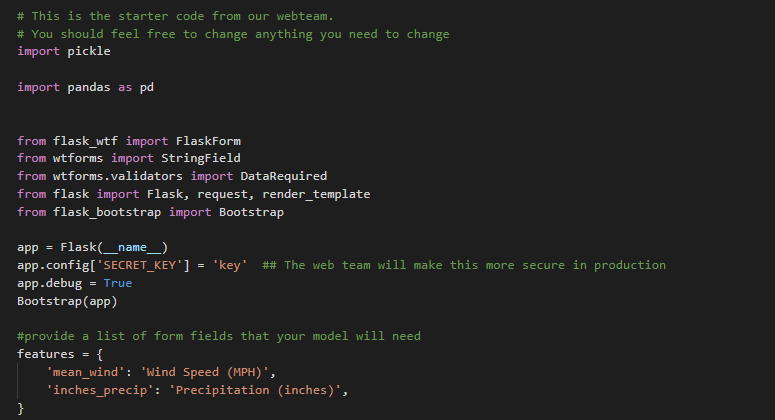 # This is the starter code from our webteam.
# You should feel free to change anything you need to change
import pickle
import pandas as pd
from flask_wtf import FlaskForm
from wtforms import StringField
from wtforms.validators import DataRequired
from flask import Flask, request, render_template
from flask_bootstrap import Bootstrap
app = Flask(__name__)
app.config['SECRET_KEY'] = 'key'  ## The web team will make this more secure in production
app.debug = True
Bootstrap(app)
#provide a list of form fields that your model will need
features = {
    'mean_wind': 'Wind Speed (MPH)',
    'inches_precip': 'Precipitation (inches)',
}